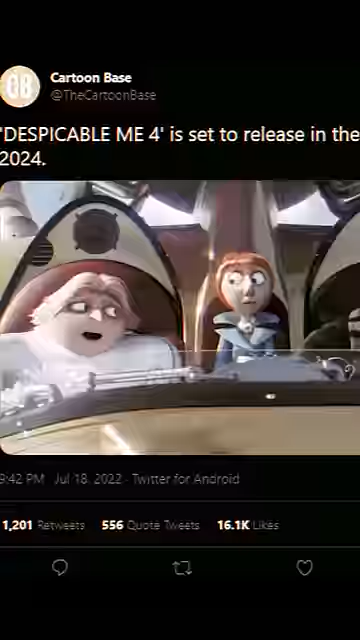 Cartoon Base
@TheCartoonBase
'DESPICABLE ME 4' is set to release in the
2024.
9:42 PM · Jul 18, 2022 · Twitter for Android
1,201 Retweets 556 Quote Tweets 16.1K Likes